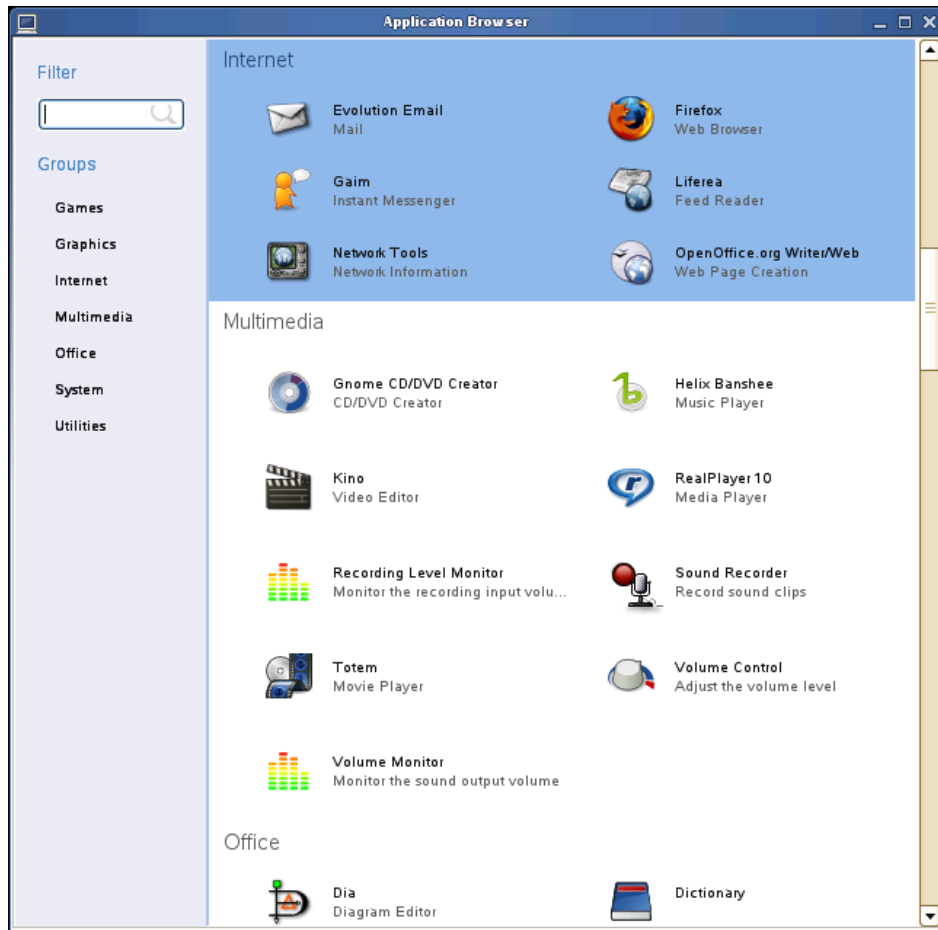 Application Browser
Filter
Groups
Games
Graphics
Internet
Multimedia
Office
System
Utilities
Internet
Evolution Email
Mail
Firefox
Web Browser
Gaim
Instant Messenger
Liferea
Feed Reader
Network Tools
Network Information
OpenOffice.org Writer/Web
Web Page Creation
Multimedia
Gnome CD/DVD Creator
CD/DVD Creator
Helix Banshee
Music Player
Kino
Video Editor
RealPlayer 10
Media Player
Recording Level Monitor
Monitor the recording input volu...
Sound Recorder
Record sound clips
Totem
Movie Player
Volume Control
Adjust the volume level
Volume Monitor
Monitor the sound output volume
Office
Dia
Diagram Editor
Dictionary